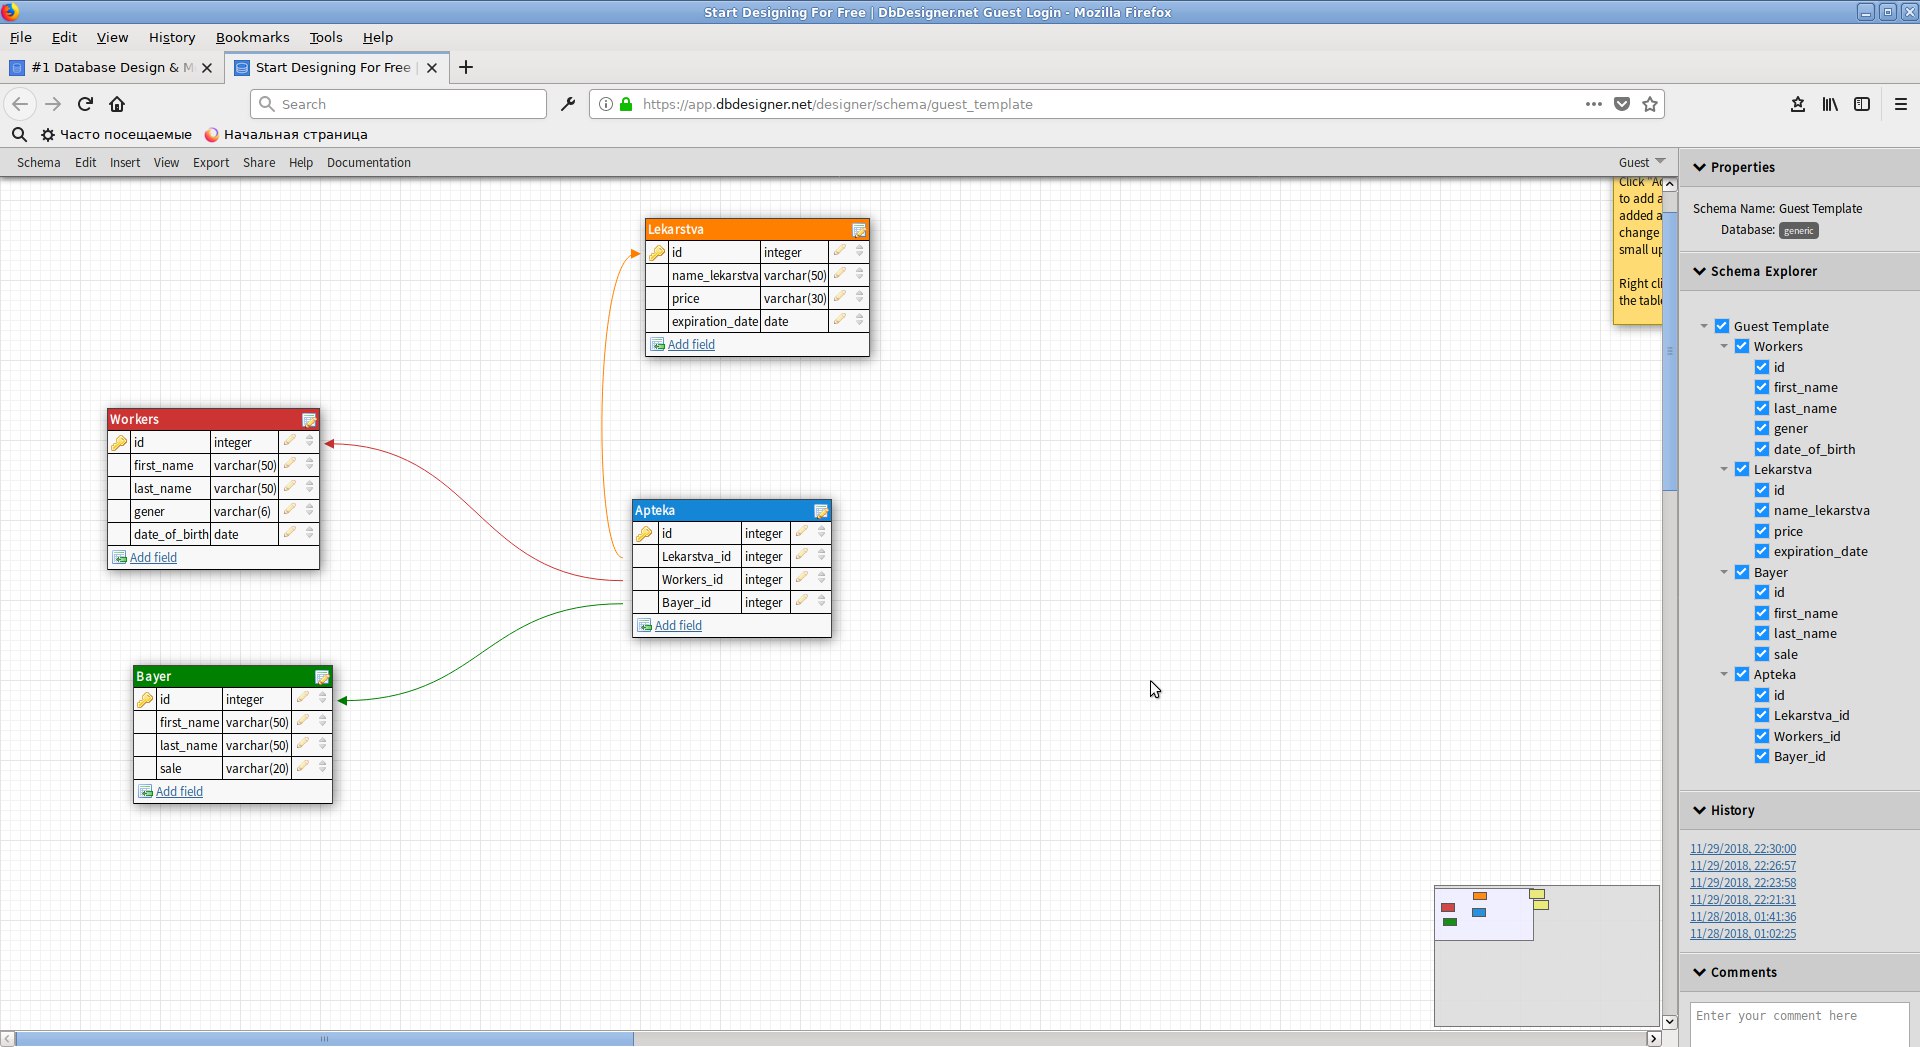 Start Designing For Free | DbDesigner.net Guest Login - Mozilla Firefox
File Edit View History Bookmarks Tools Help
#1 Database Design & M
Start Designing For Free |
Search
https://app.dbdesigner.net/designer/schema/guest_template
Часто посещаемые Начальная страница
Schema Edit Insert View Export Share Help Documentation Guest
Click "Ac
to add a
added a
change
small up
Right cli
the table
Lekarstva
id integer
name_lekarstva varchar(50)
price varchar(30)
expiration_date date
Add field
Workers
id integer
first_name varchar(50)
last_name varchar(50)
gener varchar(6)
date_of_birth date
Add field
Apteka
id integer
Lekarstva_id integer
Workers_id integer
Bayer_id integer
Add field
Bayer
id integer
first_name varchar(50)
last_name varchar(50)
sale varchar(20)
Add field
Properties
Schema Name: Guest Template
Database: generic
Schema Explorer
Guest Template
Workers
id
first_name
last_name
gener
date_of_birth
Lekarstva
id
name_lekarstva
price
expiration_date
Bayer
id
first_name
last_name
sale
Apteka
id
Lekarstva_id
Workers_id
Bayer_id
History
11/29/2018, 22:30:00
11/29/2018, 22:26:57
11/29/2018, 22:23:58
11/29/2018, 22:21:31
11/28/2018, 01:41:36
11/28/2018, 01:02:25
Comments
Enter your comment here